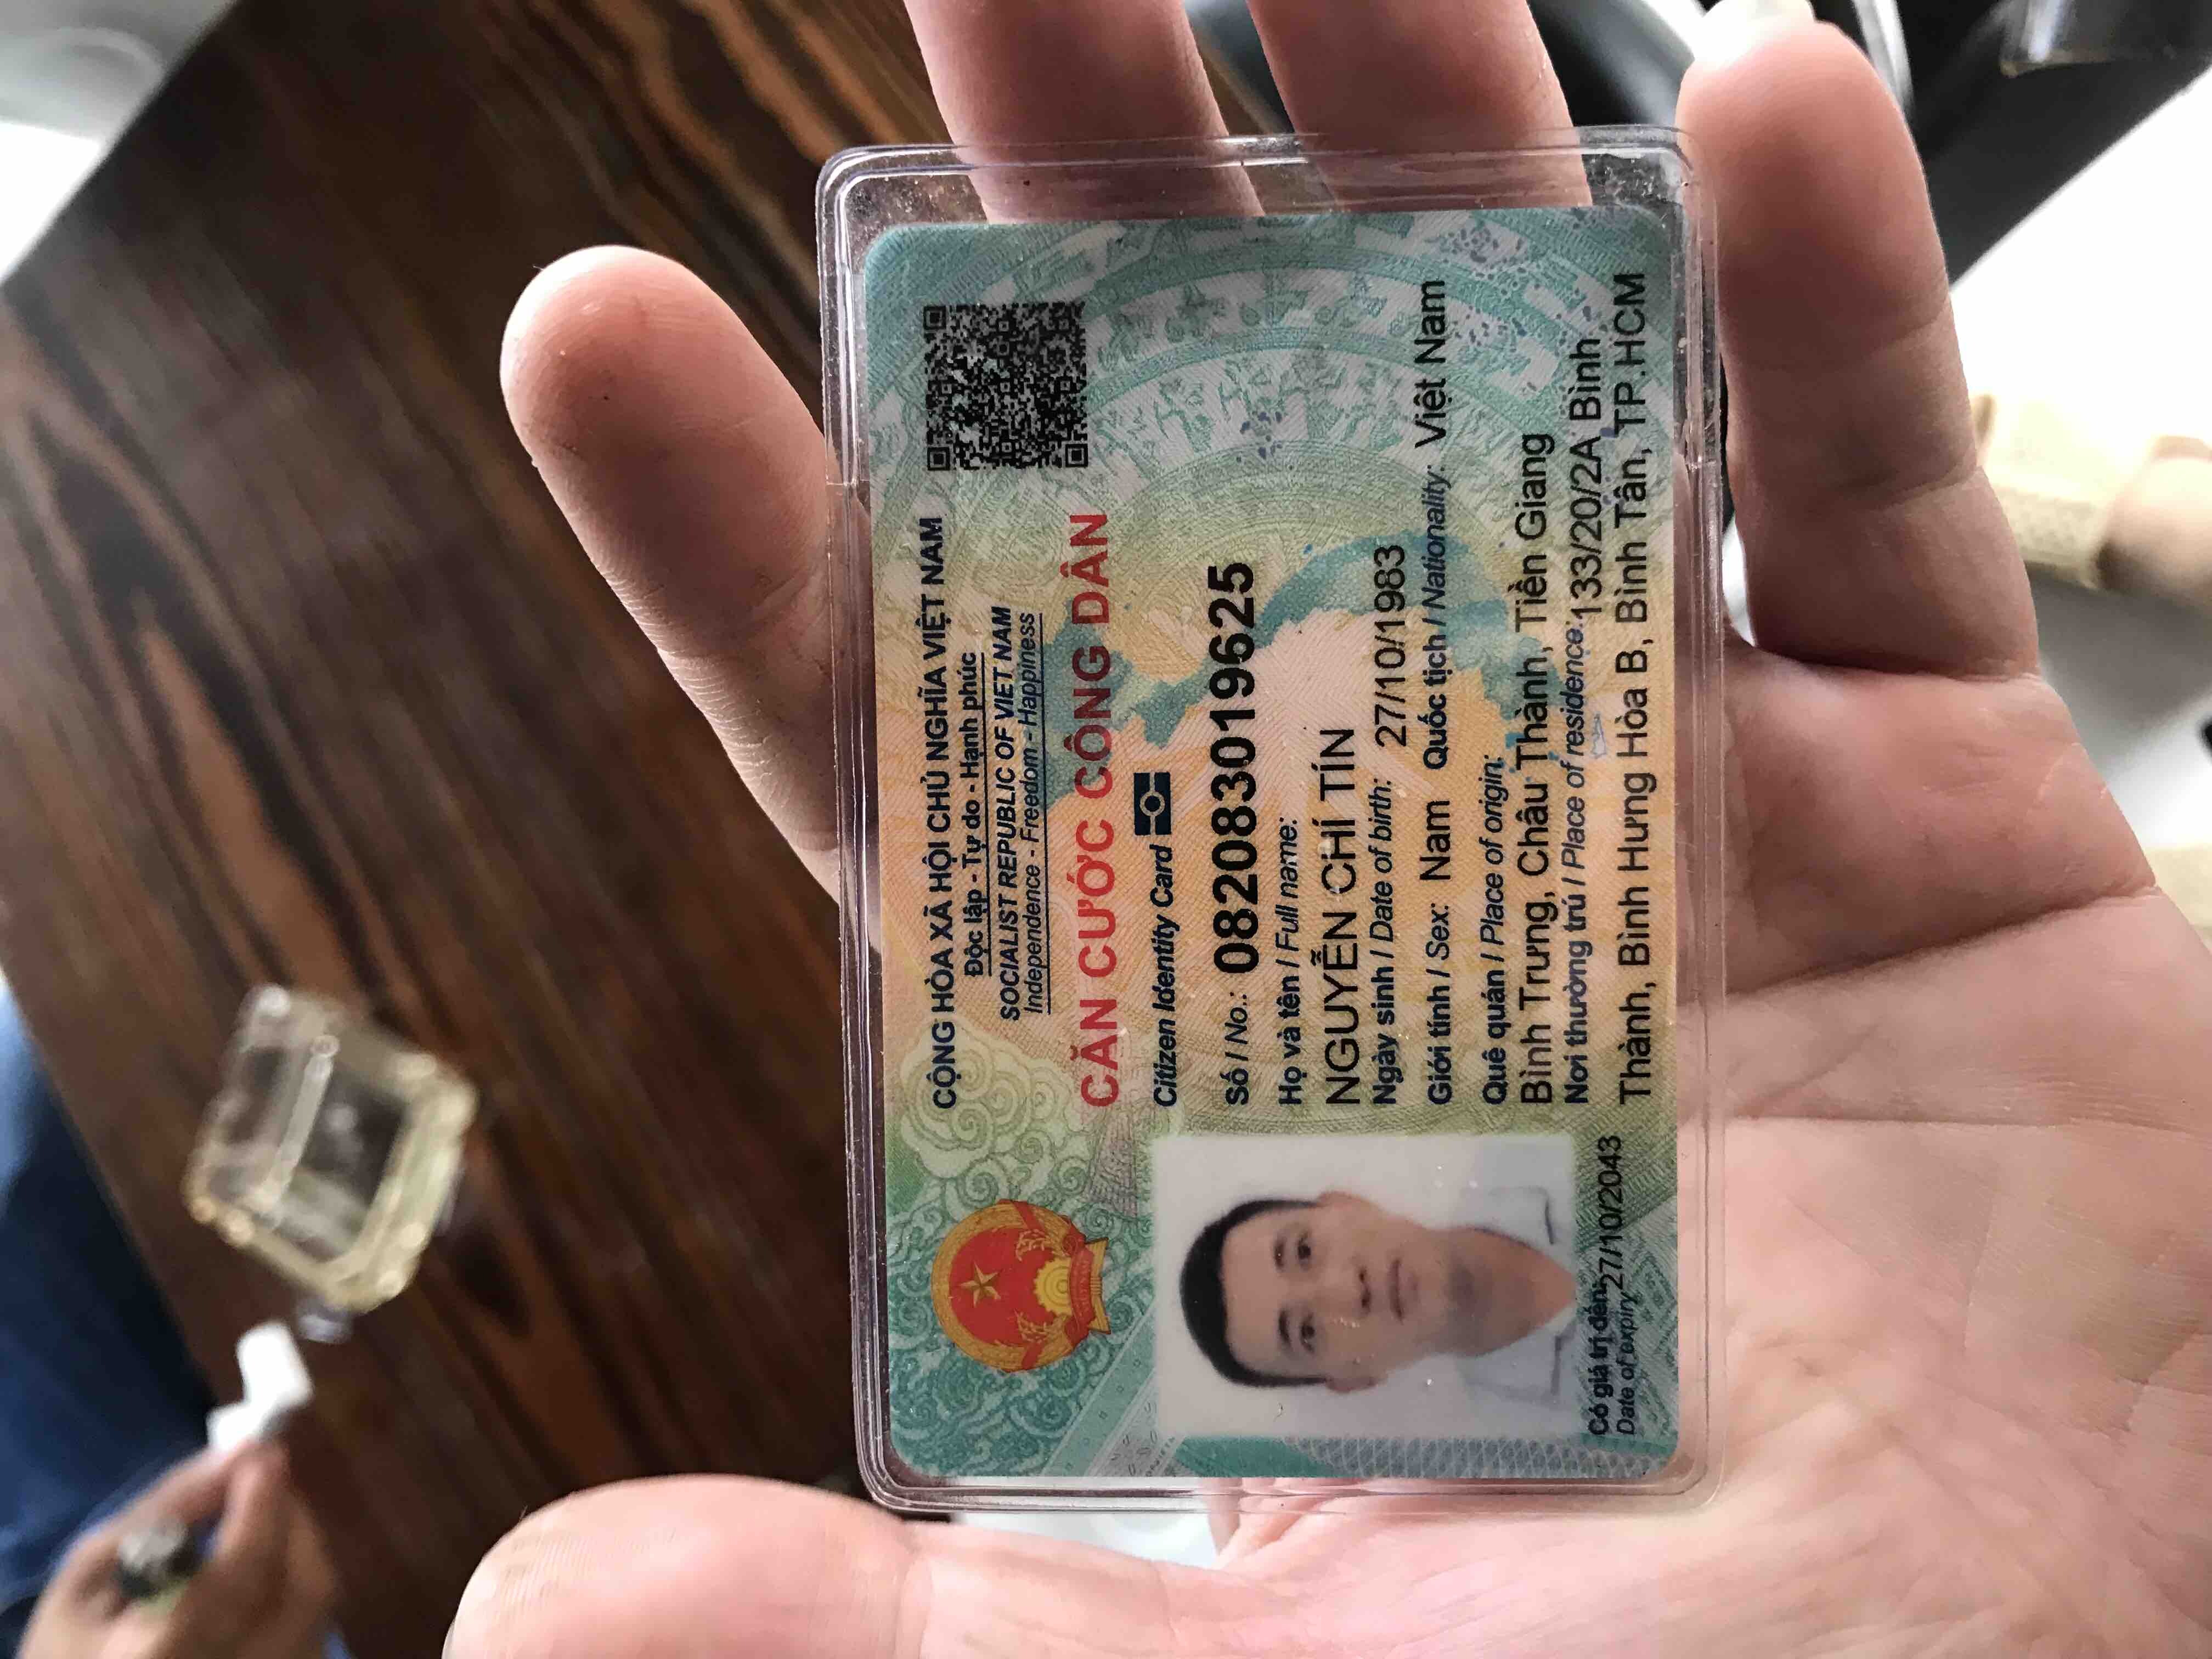 CỘNG HÒA XÃ HỘI CHỦ NGHĨA VIỆT NAM
Độc lập - Tự do - Hạnh phúc
SOCIALIST REPUBLIC OF VIET NAM
Independence - Freedom - Happiness
CĂN CƯỚC CÔNG DÂN
Citizen Identity Card
Số / No.: 082083019625
Họ và tên / Full name:
NGUYỄN CHÍ TÍN
Ngày sinh / Date of birth: 27/10/1983
Giới tính / Sex: Nam Quốc tịch / Nationality: Việt Nam
Quê quán / Place of origin:
Bình Trưng, Châu Thành, Tiền Giang
Nơi thường trú / Place of residence: 133/20/2A Bình
Thành, Bình Hưng Hòa B, Bình Tân, TP.HCM
Có giá trị đến: 27/10/2043
Date of expiry